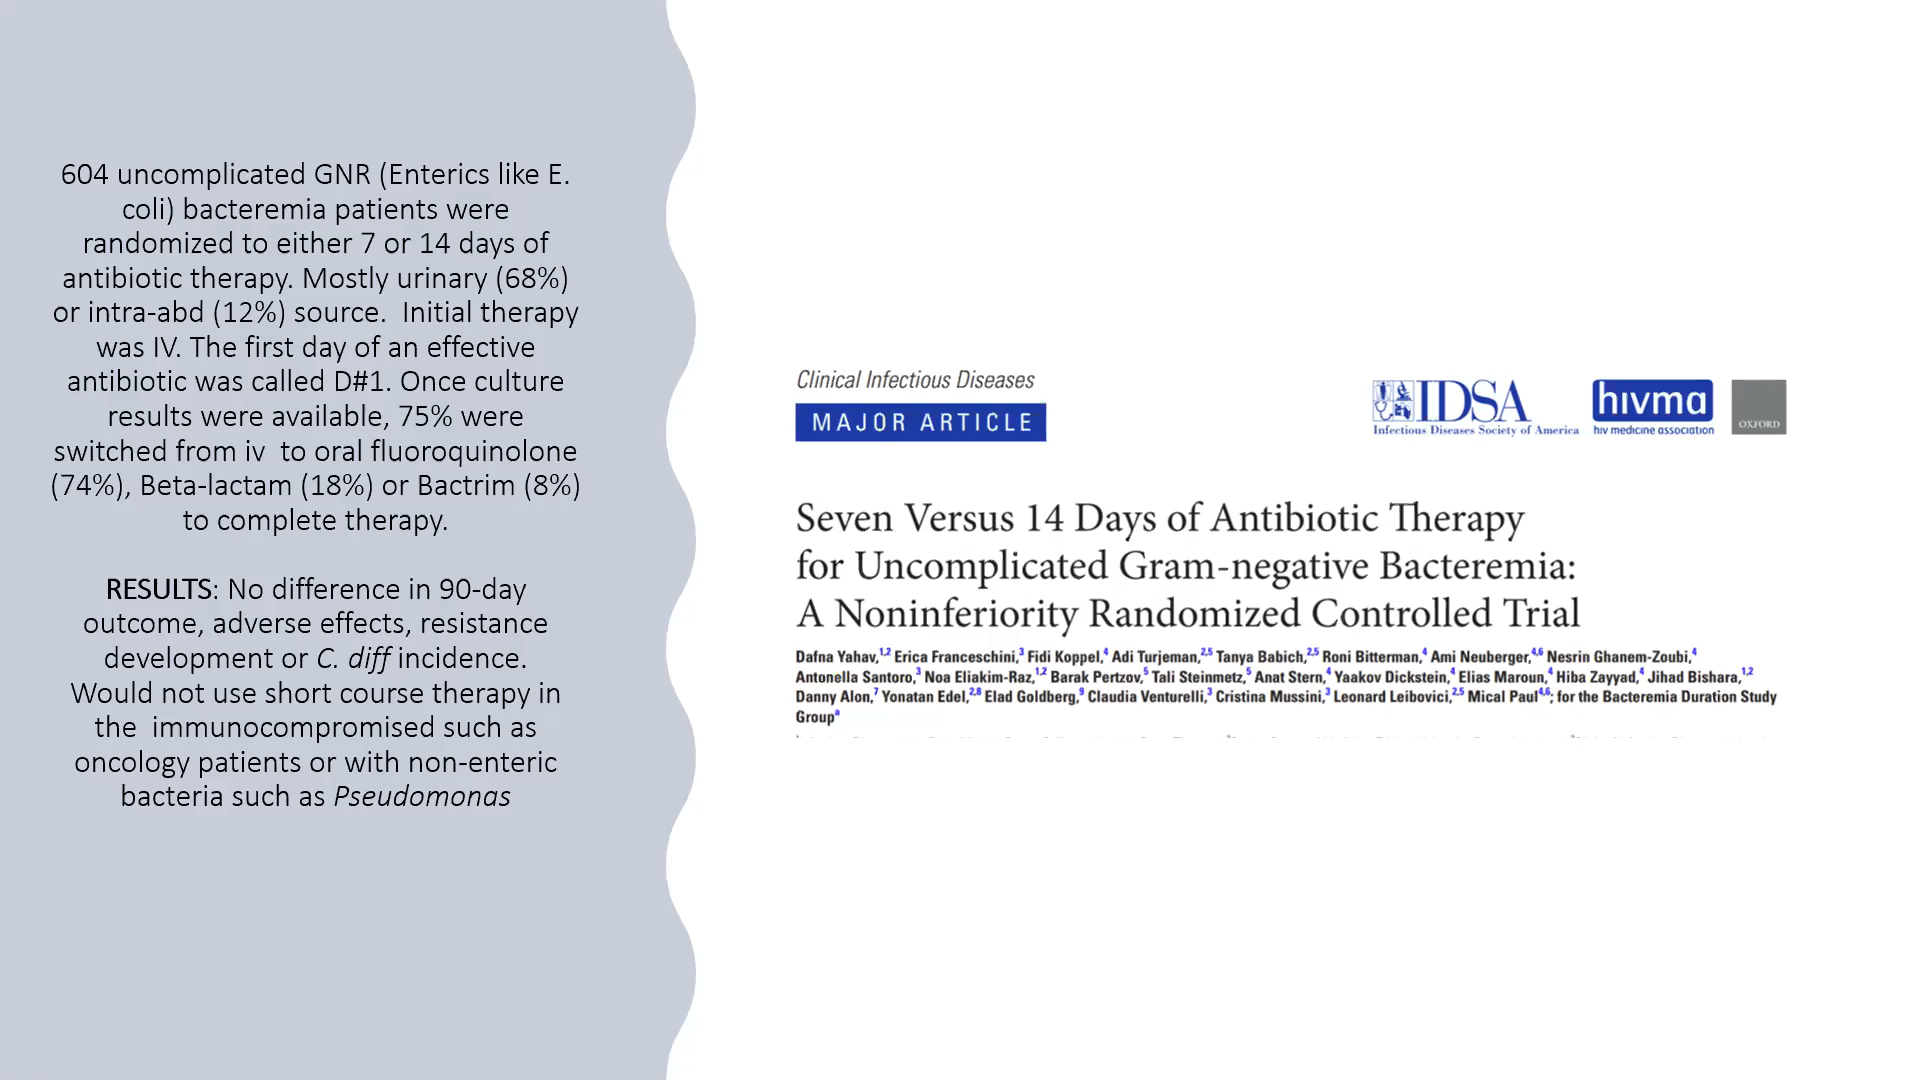 604 uncomplicated GNR (Enterics like E.
coli) bacteremia patients were
randomized to either 7 or 14 days of
antibiotic therapy. Mostly urinary (68%)
or intra-abd (12%) source.  Initial therapy
was IV. The first day of an effective
antibiotic was called D#1. Once culture
results were available, 75% were
switched from iv  to oral fluoroquinolone
(74%), Beta-lactam (18%) or Bactrim (8%)
to complete therapy.
RESULTS: No difference in 90-day
outcome, adverse effects, resistance
development or C. diff incidence.
Would not use short course therapy in
the  immunocompromised such as
oncology patients or with non-enteric
bacteria such as Pseudomonas
Clinical Infectious Diseases
MAJOR ARTICLE
IDSA
Infectious Diseases Society of America
hivma
hiv medicine association
OXFORD
Seven Versus 14 Days of Antibiotic Therapy
for Uncomplicated Gram-negative Bacteremia:
A Noninferiority Randomized Controlled Trial
Dafna Yahav,1,2 Erica Franceschini,3 Fidi Koppel,4 Adi Turjeman,2,5 Tanya Babich,2,5 Roni Bitterman,4 Ami Neuberger,4,6 Nesrin Ghanem-Zoubi,4
Antonella Santoro,3 Noa Eliakim-Raz,1,2 Barak Pertzov,5 Tali Steinmetz,5 Anat Stern,4 Yaakov Dickstein,4 Elias Maroun,4 Hiba Zayyad,4 Jihad Bishara,1,2
Danny Alon,7 Yonatan Edel,2,8 Elad Goldberg,9 Claudia Venturelli,3 Cristina Mussini,3 Leonard Leibovici,2,5 Mical Paul4,6; for the Bacteremia Duration Study
Groupa